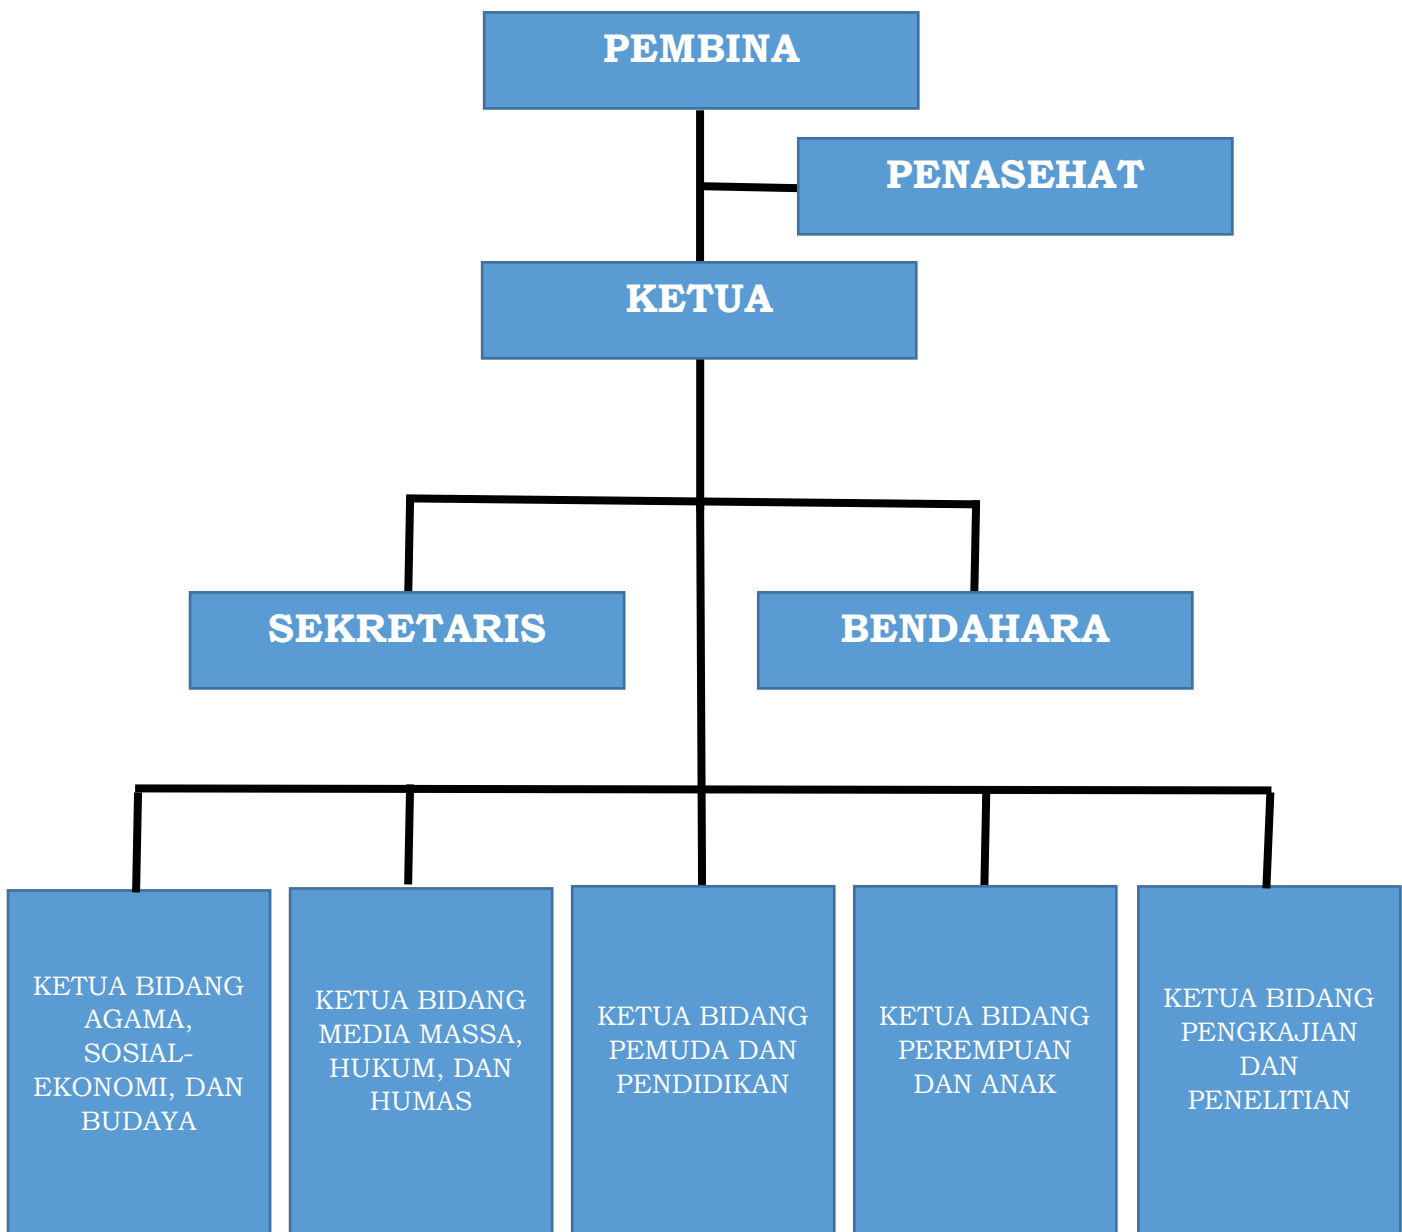 PEMBINA
PENASEHAT
KETUA
SEKRETARIS
BENDAHARA
KETUA BIDANG
AGAMA,
SOSIAL-
EKONOMI, DAN
BUDAYA
KETUA BIDANG
MEDIA MASSA,
HUKUM, DAN
HUMAS
KETUA BIDANG
PEMUDA DAN
PENDIDIKAN
KETUA BIDANG
PEREMPUAN
DAN ANAK
KETUA BIDANG
PENGKAJIAN
DAN
PENELITIAN